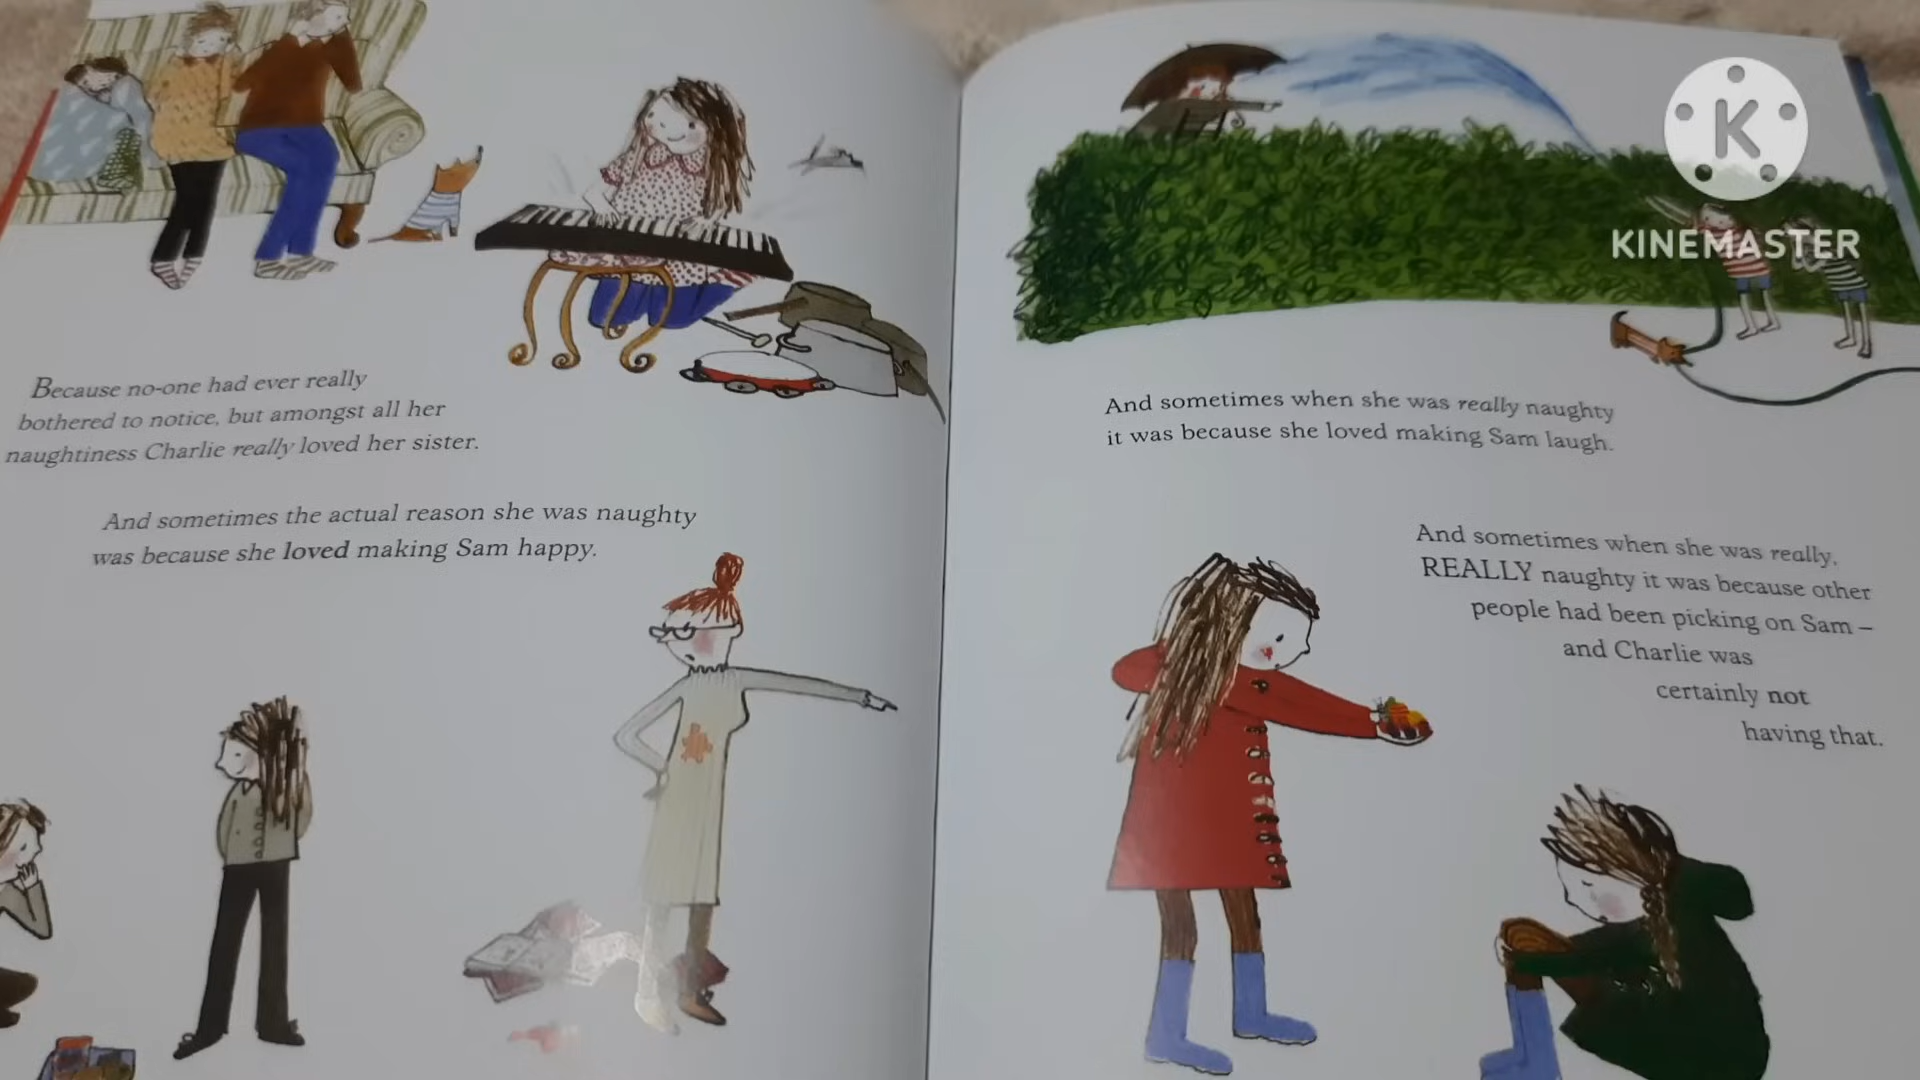 Because no-one had ever really
bothered to notice, but amongst all her
naughtiness Charlie really loved her sister.
And sometimes the actual reason she was naughty
was because she loved making Sam happy.
And sometimes when she was really naughty
it was because she loved making Sam laugh.
And sometimes when she was really,
REALLY naughty it was because other
people had been picking on Sam –
and Charlie was
certainly not
having that.
K
KINEMASTER